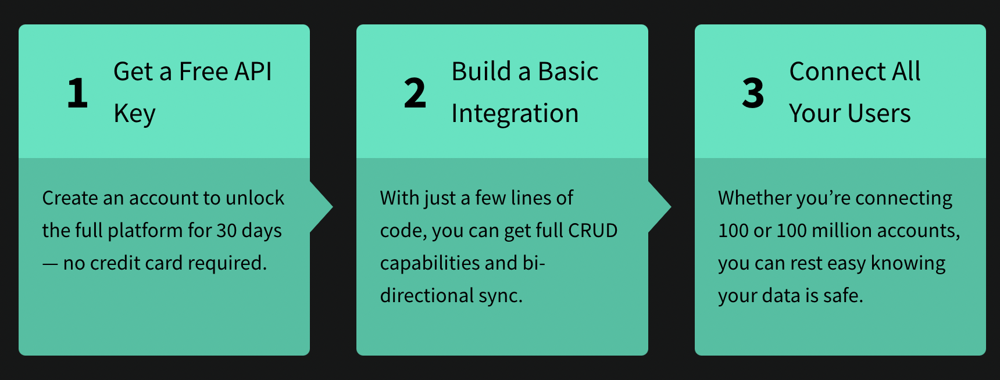 1
Get a Free API
Key
Create an account to unlock
the full platform for 30 days
— no credit card required.
2
Build a Basic
Integration
With just a few lines of
code, you can get full CRUD
capabilities and bi-
directional sync.
3
Connect All
Your Users
Whether you’re connecting
100 or 100 million accounts,
you can rest easy knowing
your data is safe.